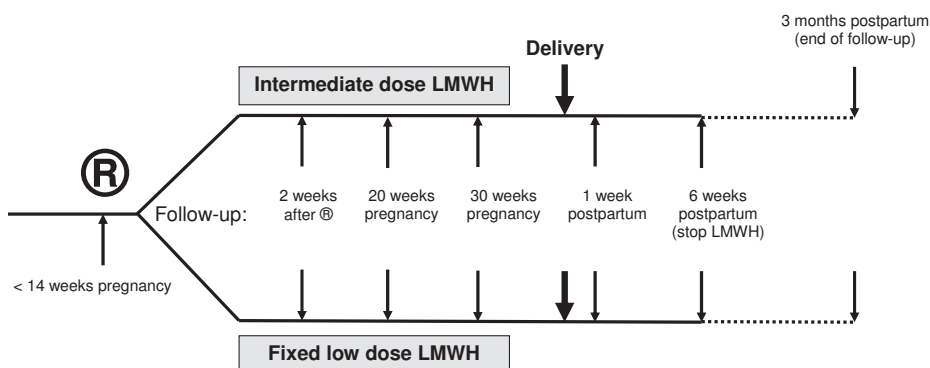 3 months postpartum
(end of follow-up)
Delivery
Intermediate dose LMWH
®
Follow-up:
2 weeks
after ®
20 weeks
pregnancy
30 weeks
pregnancy
1 week
postpartum
6 weeks
postpartum
(stop LMWH)
< 14 weeks pregnancy
Fixed low dose LMWH